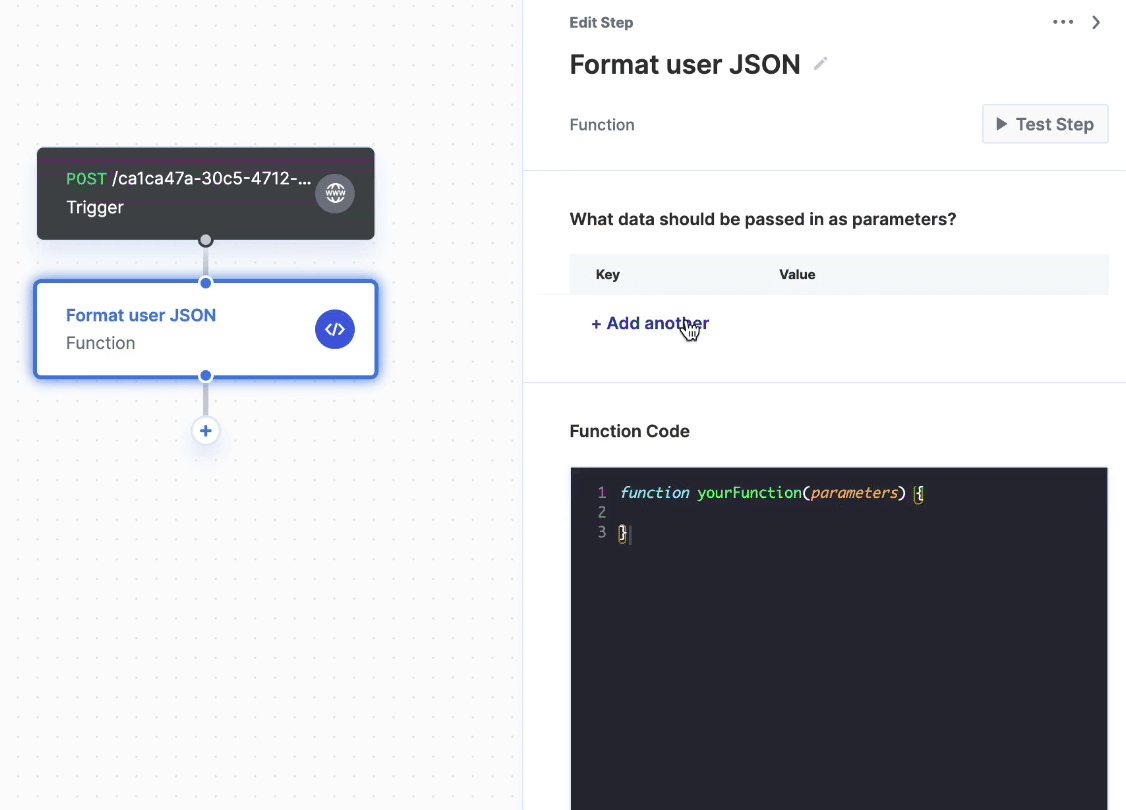 POST /ca1ca47a-30c5-4712-...
www
Trigger
Format user JSON
Function
</>
+
Edit Step
Format user JSON
Function
Test Step
What data should be passed in as parameters?
Key Value
+ Add another
Function Code
1 function yourFunction(parameters) {
2
3 }